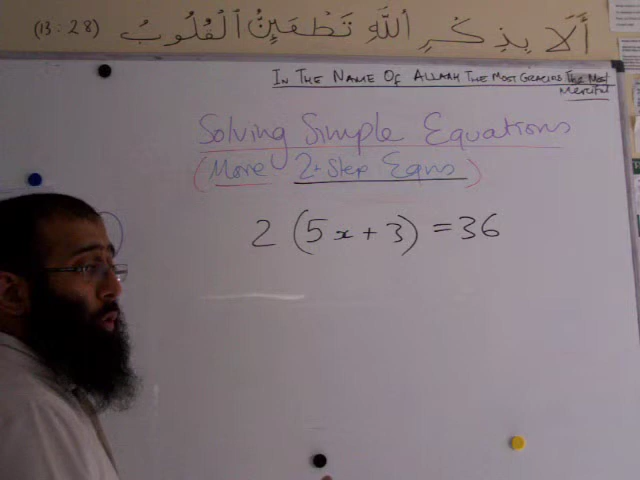 أَلَا بِذِكْرِ اللَّهِ تَطْمَئِنُّ الْقُلُوبُ (13:28)
IN THE NAME OF ALLAH THE MOST GRACIOUS THE MOST
MERCIFUL
Solving Simple Equations
(More 2-Step Eqns)
2 (5x + 3) = 36